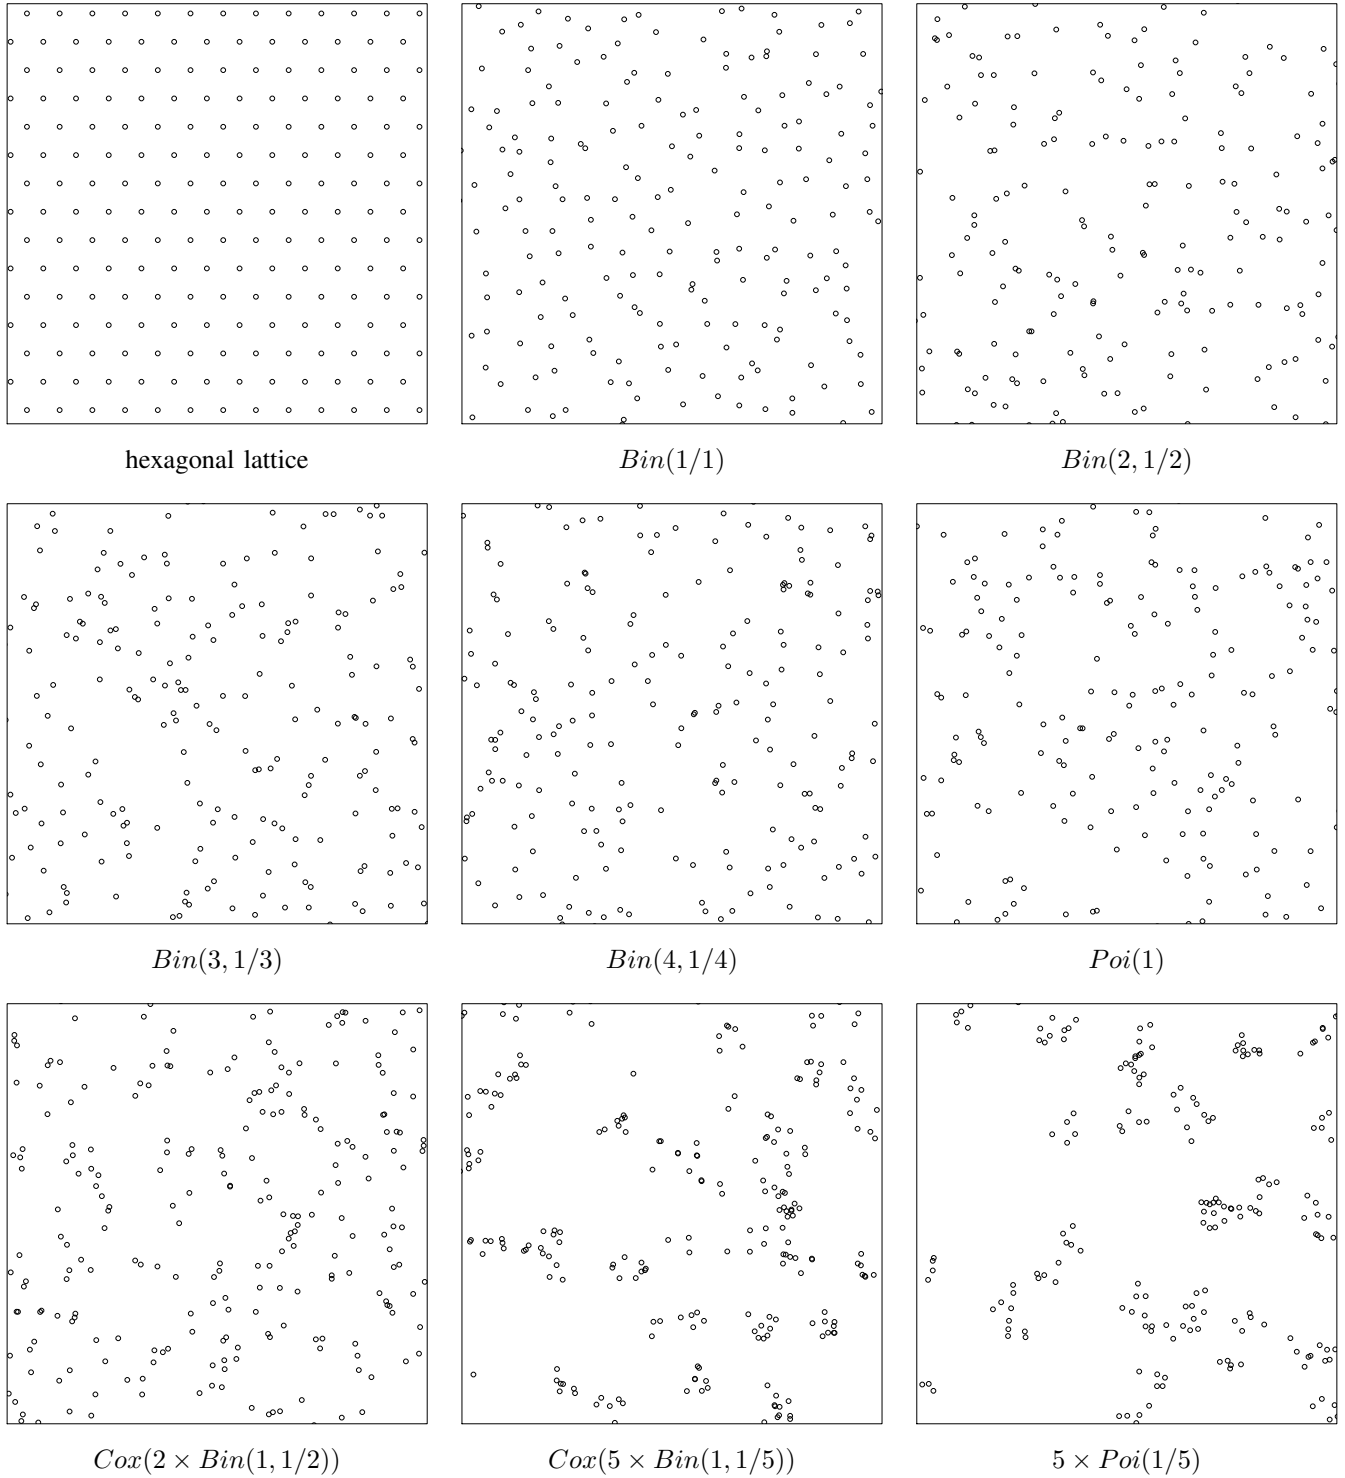 hexagonal lattice
Bin(1/1)
Bin(2, 1/2)
Bin(3, 1/3)
Bin(4, 1/4)
Poi(1)
Cox(2 × Bin(1, 1/2))
Cox(5 × Bin(1, 1/5))
5 × Poi(1/5)